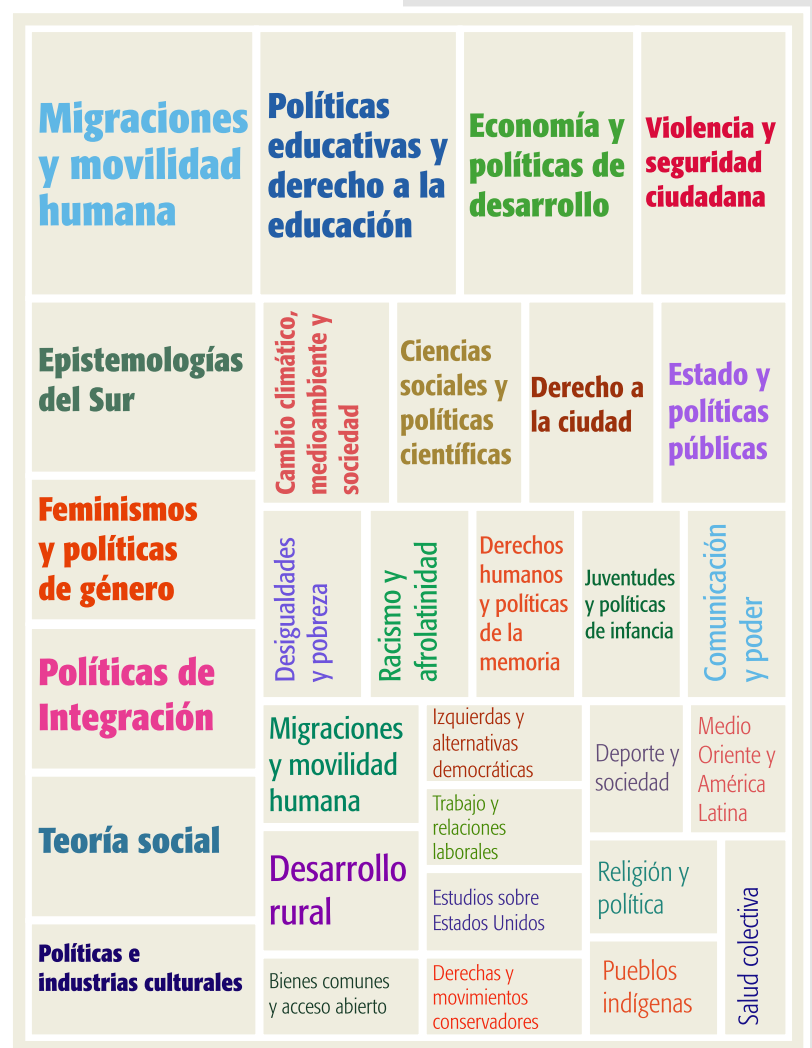 Migraciones
y movilidad
humana
Políticas
educativas y
derecho a la
educación
Economía y
políticas de
desarrollo
Violencia y
seguridad
ciudadana
Epistemologías
del Sur
Cambio climático,
medioambiente y
sociedad
Ciencias
sociales y
políticas
científicas
Derecho a
la ciudad
Estado y
políticas
públicas
Feminismos
y políticas
de género
Desigualdades
y pobreza
Racismo y
afrolatinidad
Derechos
humanos
y políticas
de la
memoria
Juventudes
y políticas
de infancia
Comunicación
y poder
Políticas de
Integración
Migraciones
y movilidad
humana
Izquierdas y
alternativas
democráticas
Deporte y
sociedad
Medio
Oriente y
América
Latina
Teoría social
Trabajo y
relaciones
laborales
Desarrollo
rural
Estudios sobre
Estados Unidos
Religión y
política
Salud colectiva
Políticas e
industrias culturales
Bienes comunes
y acceso abierto
Derechas y
movimientos
conservadores
Pueblos
indígenas